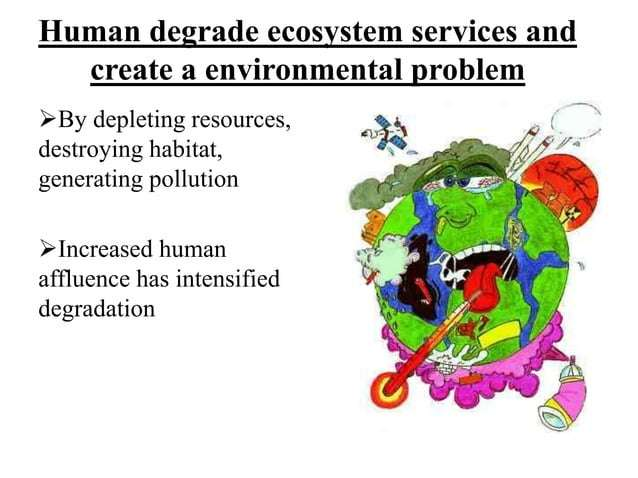 Human degrade ecosystem services and
create a environmental problem
➢By depleting resources,
destroying habitat,
generating pollution
➢Increased human
affluence has intensified
degradation